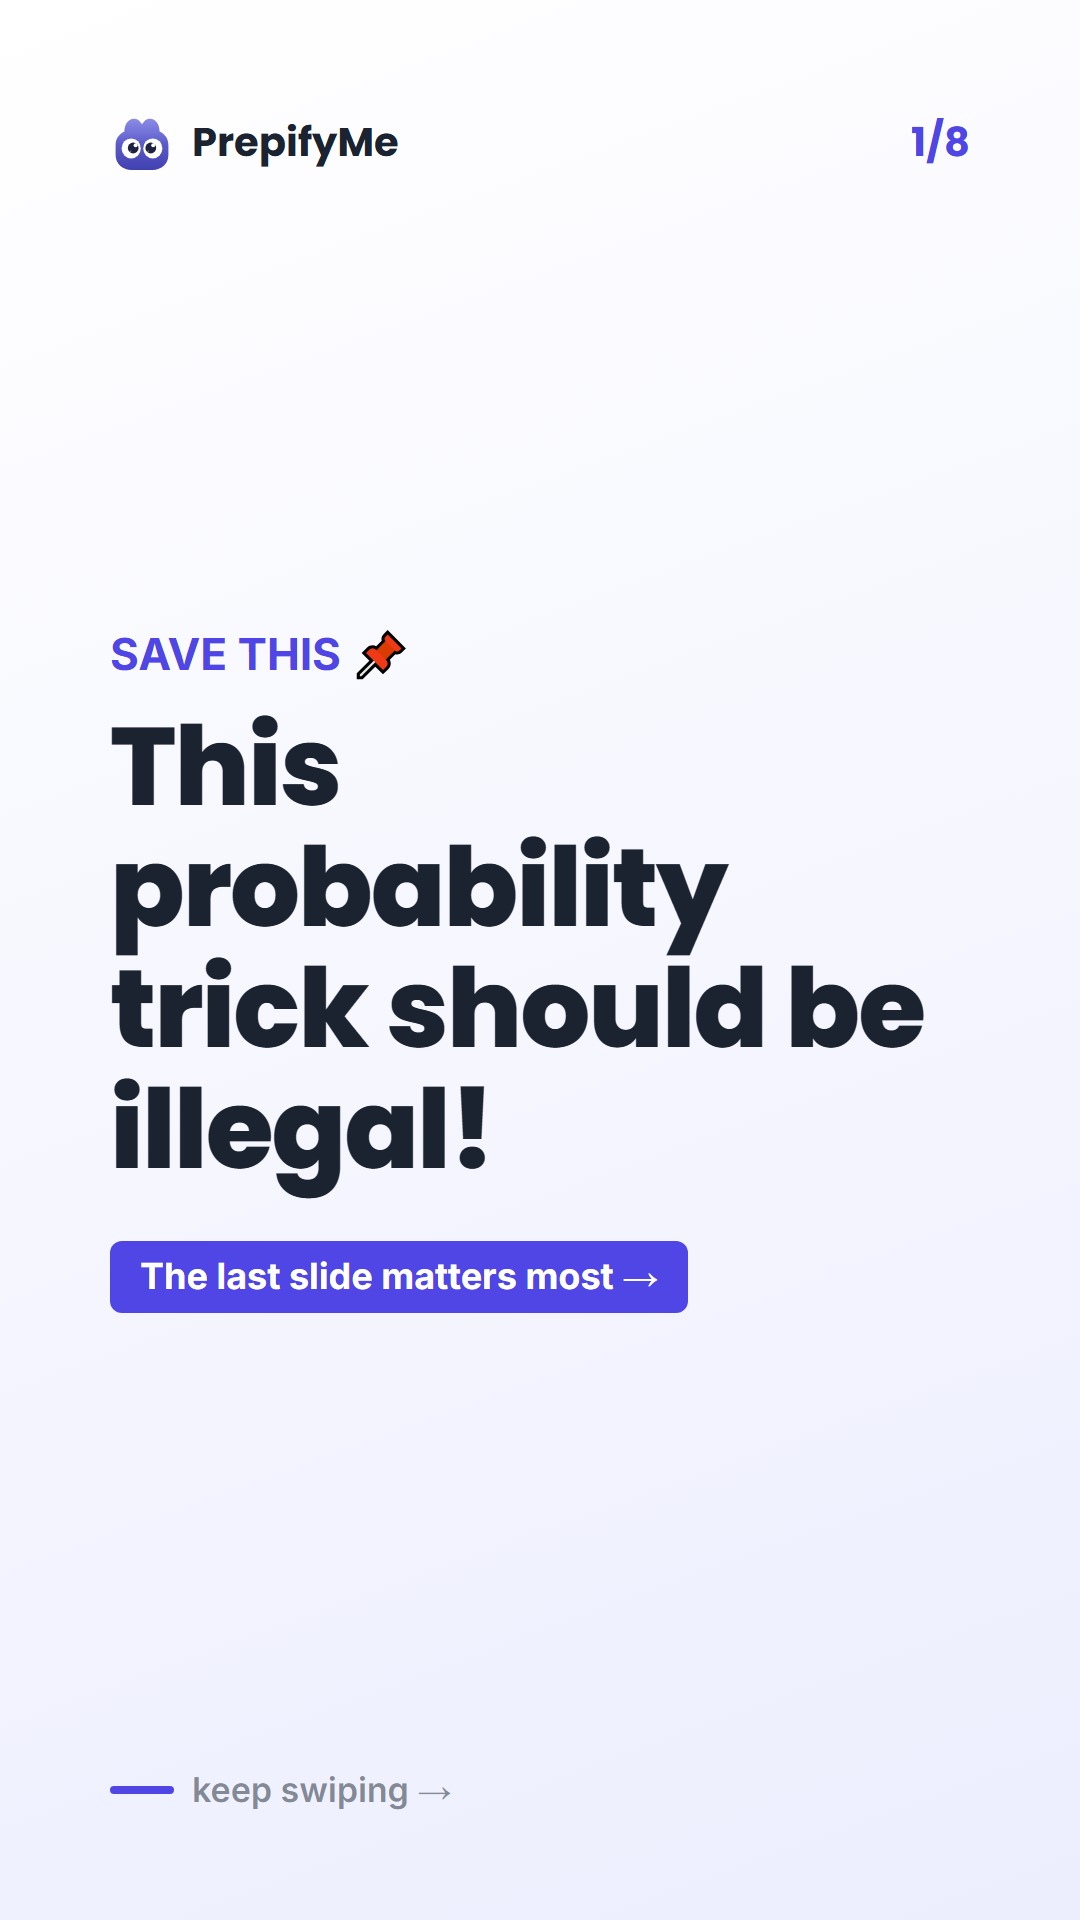 PrepifyMe
1/8
SAVE THIS 📌
This
probability
trick should be
illegal!
The last slide matters most →
keep swiping →